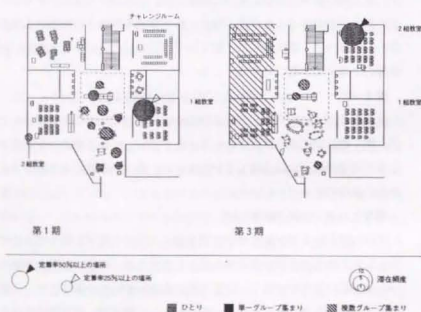 チャレンジルーム
1組教室
2組教室
2組教室
1組教室
第1期
第3期
定着率50%以上の場所
定着率25%以上の場所
滞在頻度
ひとり
単一グループ集まり
複数グループ集まり